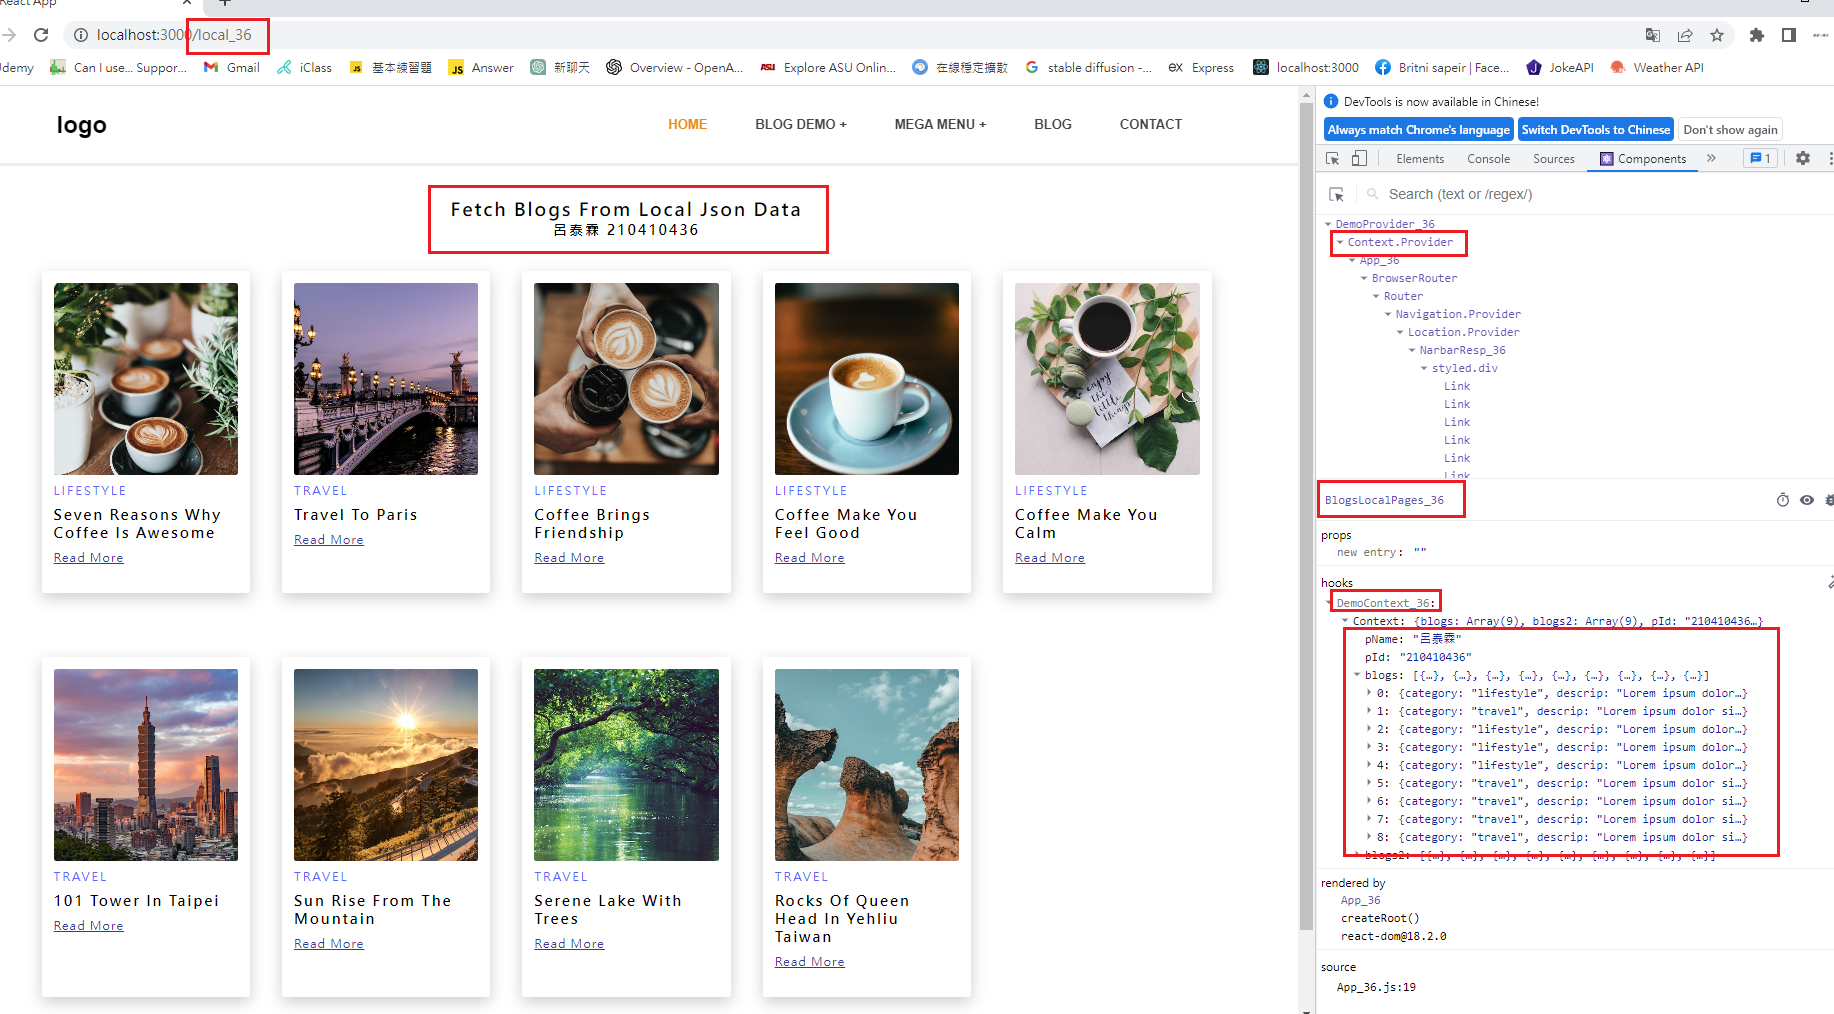 React App
localhost:3000/local_36
Udemy
Can I use... Suppor...
Gmail
iClass
基本練習題
Answer
新聊天
Overview - OpenA...
Explore ASU Onlin...
在線穩定擴散
stable diffusion -...
Express
localhost:3000
Britni sapeir | Face...
JokeAPI
Weather API
logo
HOME
BLOG DEMO +
MEGA MENU +
BLOG
CONTACT
Fetch Blogs From Local Json Data
呂泰霖 210410436
LIFESTYLE
Seven Reasons Why
Coffee Is Awesome
Read More
TRAVEL
Travel To Paris
Read More
LIFESTYLE
Coffee Brings
Friendship
Read More
LIFESTYLE
Coffee Make You
Feel Good
Read More
enjoy
the
little
things
LIFESTYLE
Coffee Make You
Calm
Read More
TRAVEL
101 Tower In Taipei
Read More
TRAVEL
Sun Rise From The
Mountain
Read More
TRAVEL
Serene Lake With
Trees
Read More
TRAVEL
Rocks Of Queen
Head In Yehliu
Taiwan
Read More
DevTools is now available in Chinese!
Always match Chrome's language
Switch DevTools to Chinese
Don't show again
Elements
Console
Sources
Components
1
Search (text or /regex/)
DemoProvider_36
Context.Provider
App_36
BrowserRouter
Router
Navigation.Provider
Location.Provider
NarbarResp_36
styled.div
Link
Link
Link
Link
Link
Link
BlogsLocalPages_36
props
new entry: ""
hooks
DemoContext_36:
Context: {blogs: Array(9), blogs2: Array(9), pId: "210410436…}
pName: "呂泰霖"
pId: "210410436"
blogs: [{…}, {…}, {…}, {…}, {…}, {…}, {…}, {…}, {…}]
0: {category: "lifestyle", descrip: "Lorem ipsum dolor…}
1: {category: "travel", descrip: "Lorem ipsum dolor si…}
2: {category: "lifestyle", descrip: "Lorem ipsum dolor…}
3: {category: "lifestyle", descrip: "Lorem ipsum dolor…}
4: {category: "lifestyle", descrip: "Lorem ipsum dolor…}
5: {category: "travel", descrip: "Lorem ipsum dolor si…}
6: {category: "travel", descrip: "Lorem ipsum dolor si…}
7: {category: "travel", descrip: "Lorem ipsum dolor si…}
8: {category: "travel", descrip: "Lorem ipsum dolor si…}
blogs2: [{…}, {…}, {…}, {…}, {…}, {…}, {…}, {…}, {…}]
rendered by
App_36
createRoot()
react-dom@18.2.0
source
App_36.js:19